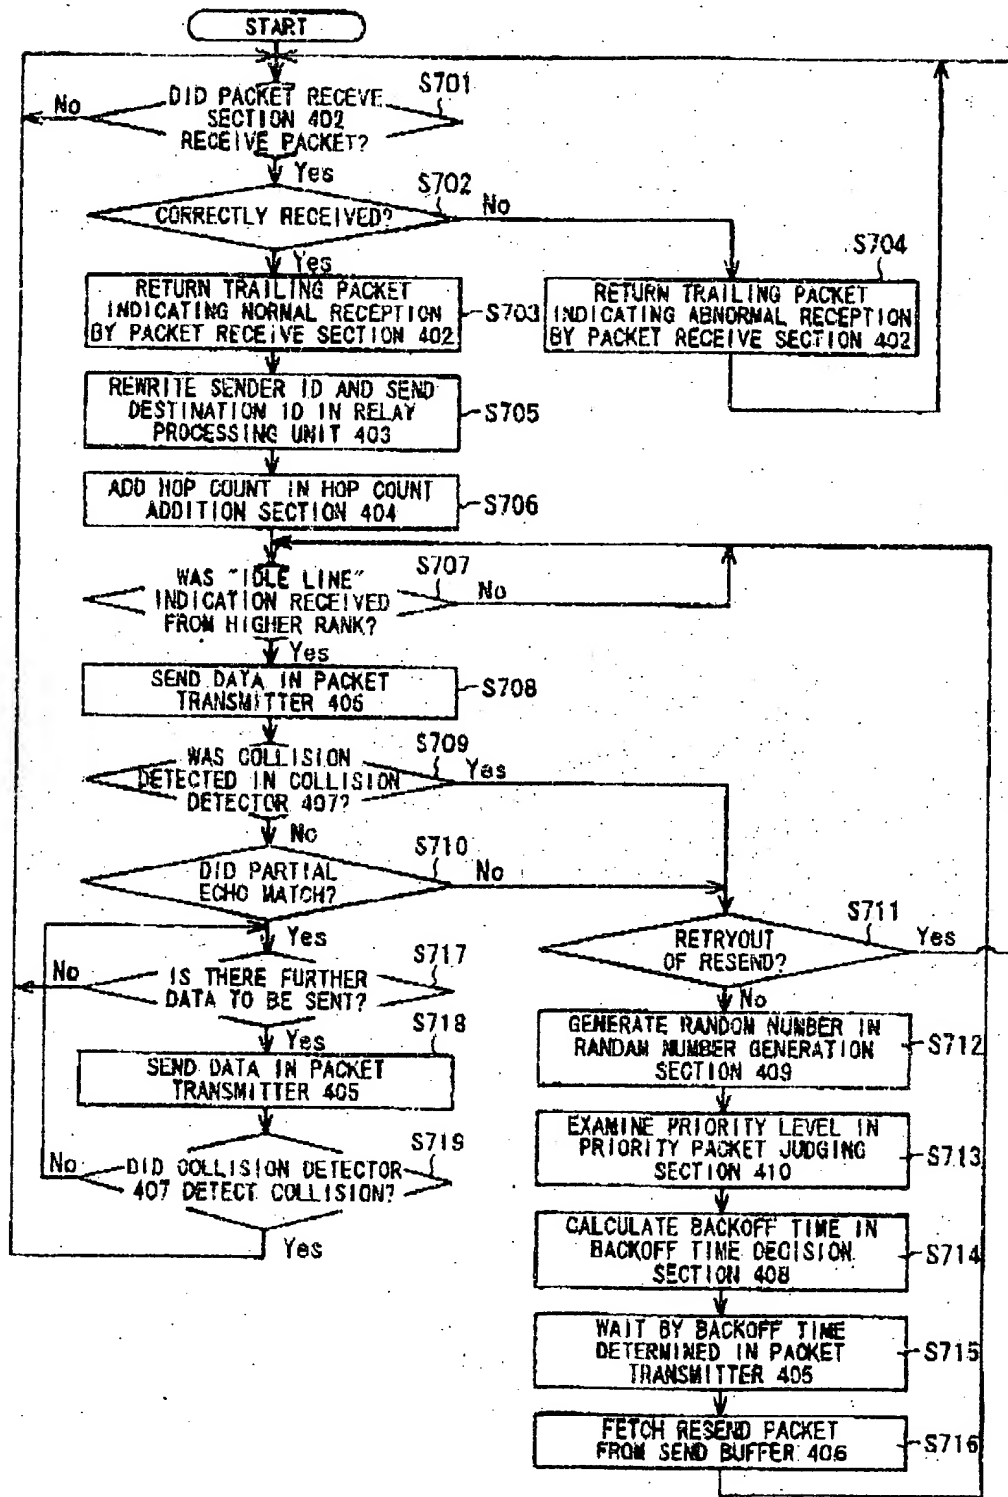 START
DID PACKET RECEVE
SECTION 402
RECEIVE PACKET?
S701
No
Yes
CORRECTLY RECEIVED?
S702
No
Yes
RETURN TRAILING PACKET
INDICATING NORMAL RECEPTION
BY PACKET RECEIVE SECTION 402
S703
S704
RETURN TRAILING PACKET
INDICATING ABNORMAL RECEPTION
BY PACKET RECEIVE SECTION 402
REWRITE SENDER ID AND SEND
DESTINATION ID IN RELAY
PROCESSING UNIT 403
S705
ADD HOP COUNT IN HOP COUNT
ADDITION SECTION 404
S706
WAS "IDLE LINE"
INDICATION RECEIVED
FROM HIGHER RANK?
S707
No
Yes
SEND DATA IN PACKET
TRANSMITTER 406
S708
WAS COLLISION
DETECTED IN COLLISION
DETECTOR 407?
S709
Yes
No
DID PARTIAL
ECHO MATCH?
S710
No
Yes
IS THERE FURTHER
DATA TO BE SENT?
S717
No
Yes
S718
SEND DATA IN PACKET
TRANSMITTER 405
DID COLLISION DETECTOR
407 DETECT COLLISION?
S719
No
Yes
RETRYOUT
OF RESEND?
S711
Yes
No
GENERATE RANDOM NUMBER IN
RANDAM NUMBER GENERATION
SECTION 409
S712
EXAMINE PRIORITY LEVEL IN
PRIORITY PACKET JUDGING
SECTION 410
S713
CALCULATE BACKOFF TIME IN
BACKOFF TIME DECISION
SECTION 408
S714
WAIT BY BACKOFF TIME
DETERMINED IN PACKET
TRANSMITTER 405
S715
FETCH RESEND PACKET
FROM SEND BUFFER 406
S716